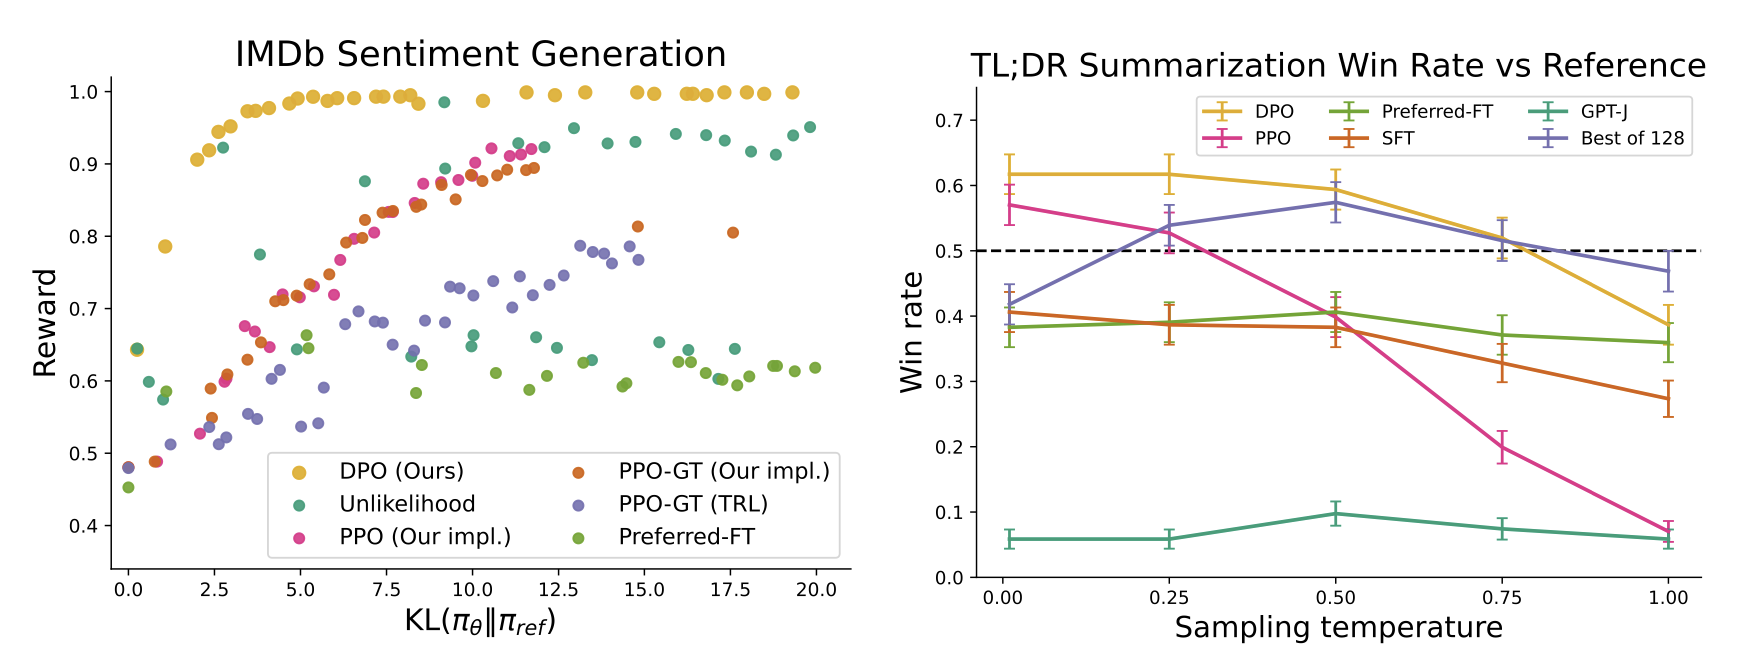 IMDb Sentiment Generation
Reward
1.0
0.9
0.8
0.7
0.6
0.5
0.4
DPO (Ours)
Unlikelihood
PPO (Our impl.)
PPO-GT (Our impl.)
PPO-GT (TRL)
Preferred-FT
0.0 2.5 5.0 7.5 10.0 12.5 15.0 17.5 20.0
KL(π_θ‖π_ref)
TL;DR Summarization Win Rate vs Reference
Win rate
0.7
0.6
0.5
0.4
0.3
0.2
0.1
0.0
DPO
PPO
Preferred-FT
SFT
GPT-J
Best of 128
0.00 0.25 0.50 0.75 1.00
Sampling temperature